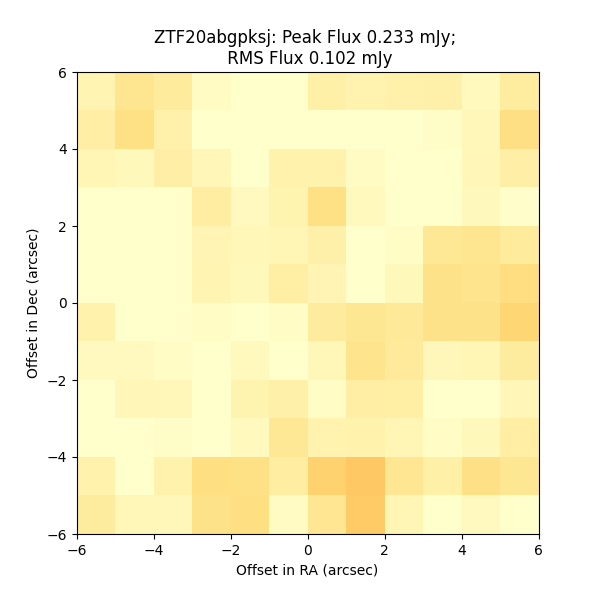 ZTF20abgpksj: Peak Flux 0.233 mJy;
RMS Flux 0.102 mJy
6
4
2
0
−2
−4
−6
Offset in Dec (arcsec)
−6 −4 −2 0 2 4 6
Offset in RA (arcsec)